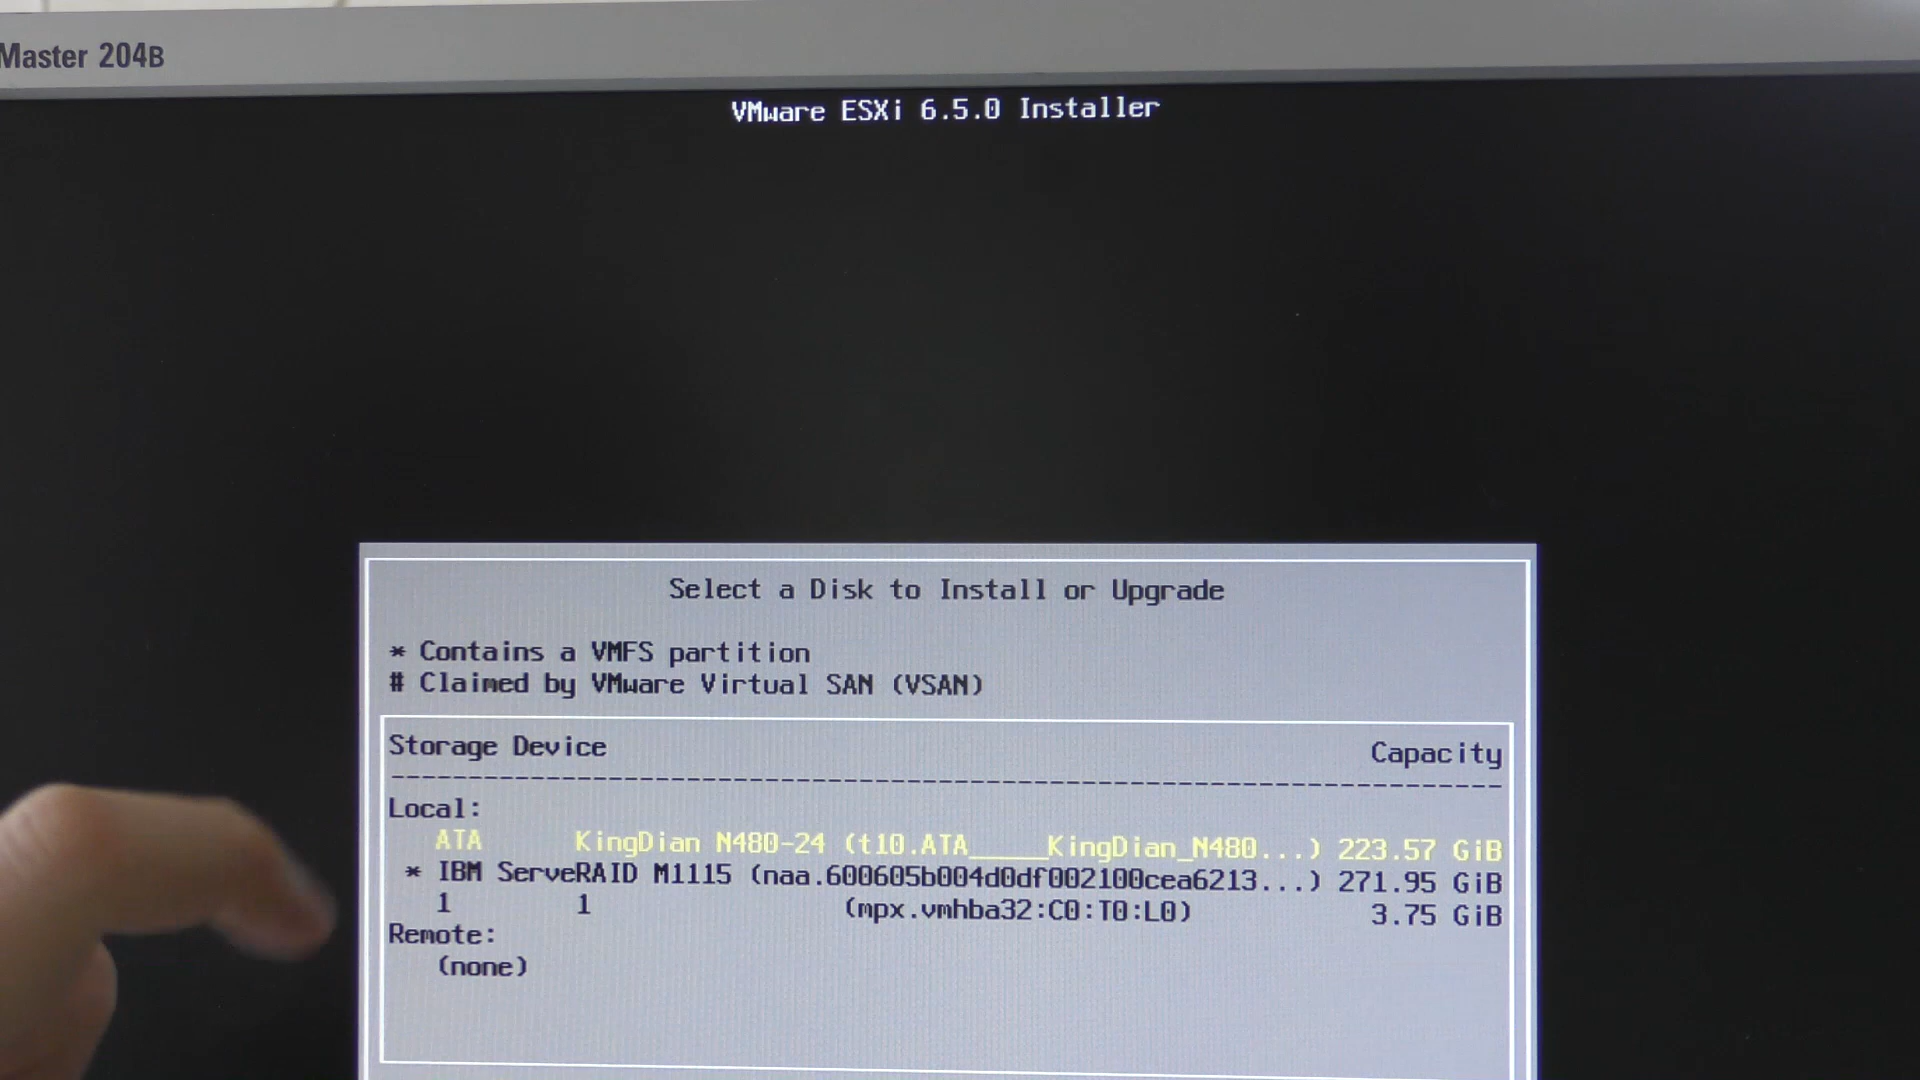 Master 204B
VMware ESXi 6.5.0 Installer
Select a Disk to Install or Upgrade
* Contains a VMFS partition
# Claimed by VMware Virtual SAN (VSAN)
Storage Device Capacity
--------------------------------------------------------------------------------
Local:
ATA KingDian N480-24 (t10.ATA_____KingDian_N480...) 223.57 GiB
* IBM ServeRAID M1115 (naa.600605b004d0df002100cea6213...) 271.95 GiB
1 1 (mpx.vmhba32:C0:T0:L0) 3.75 GiB
Remote:
(none)